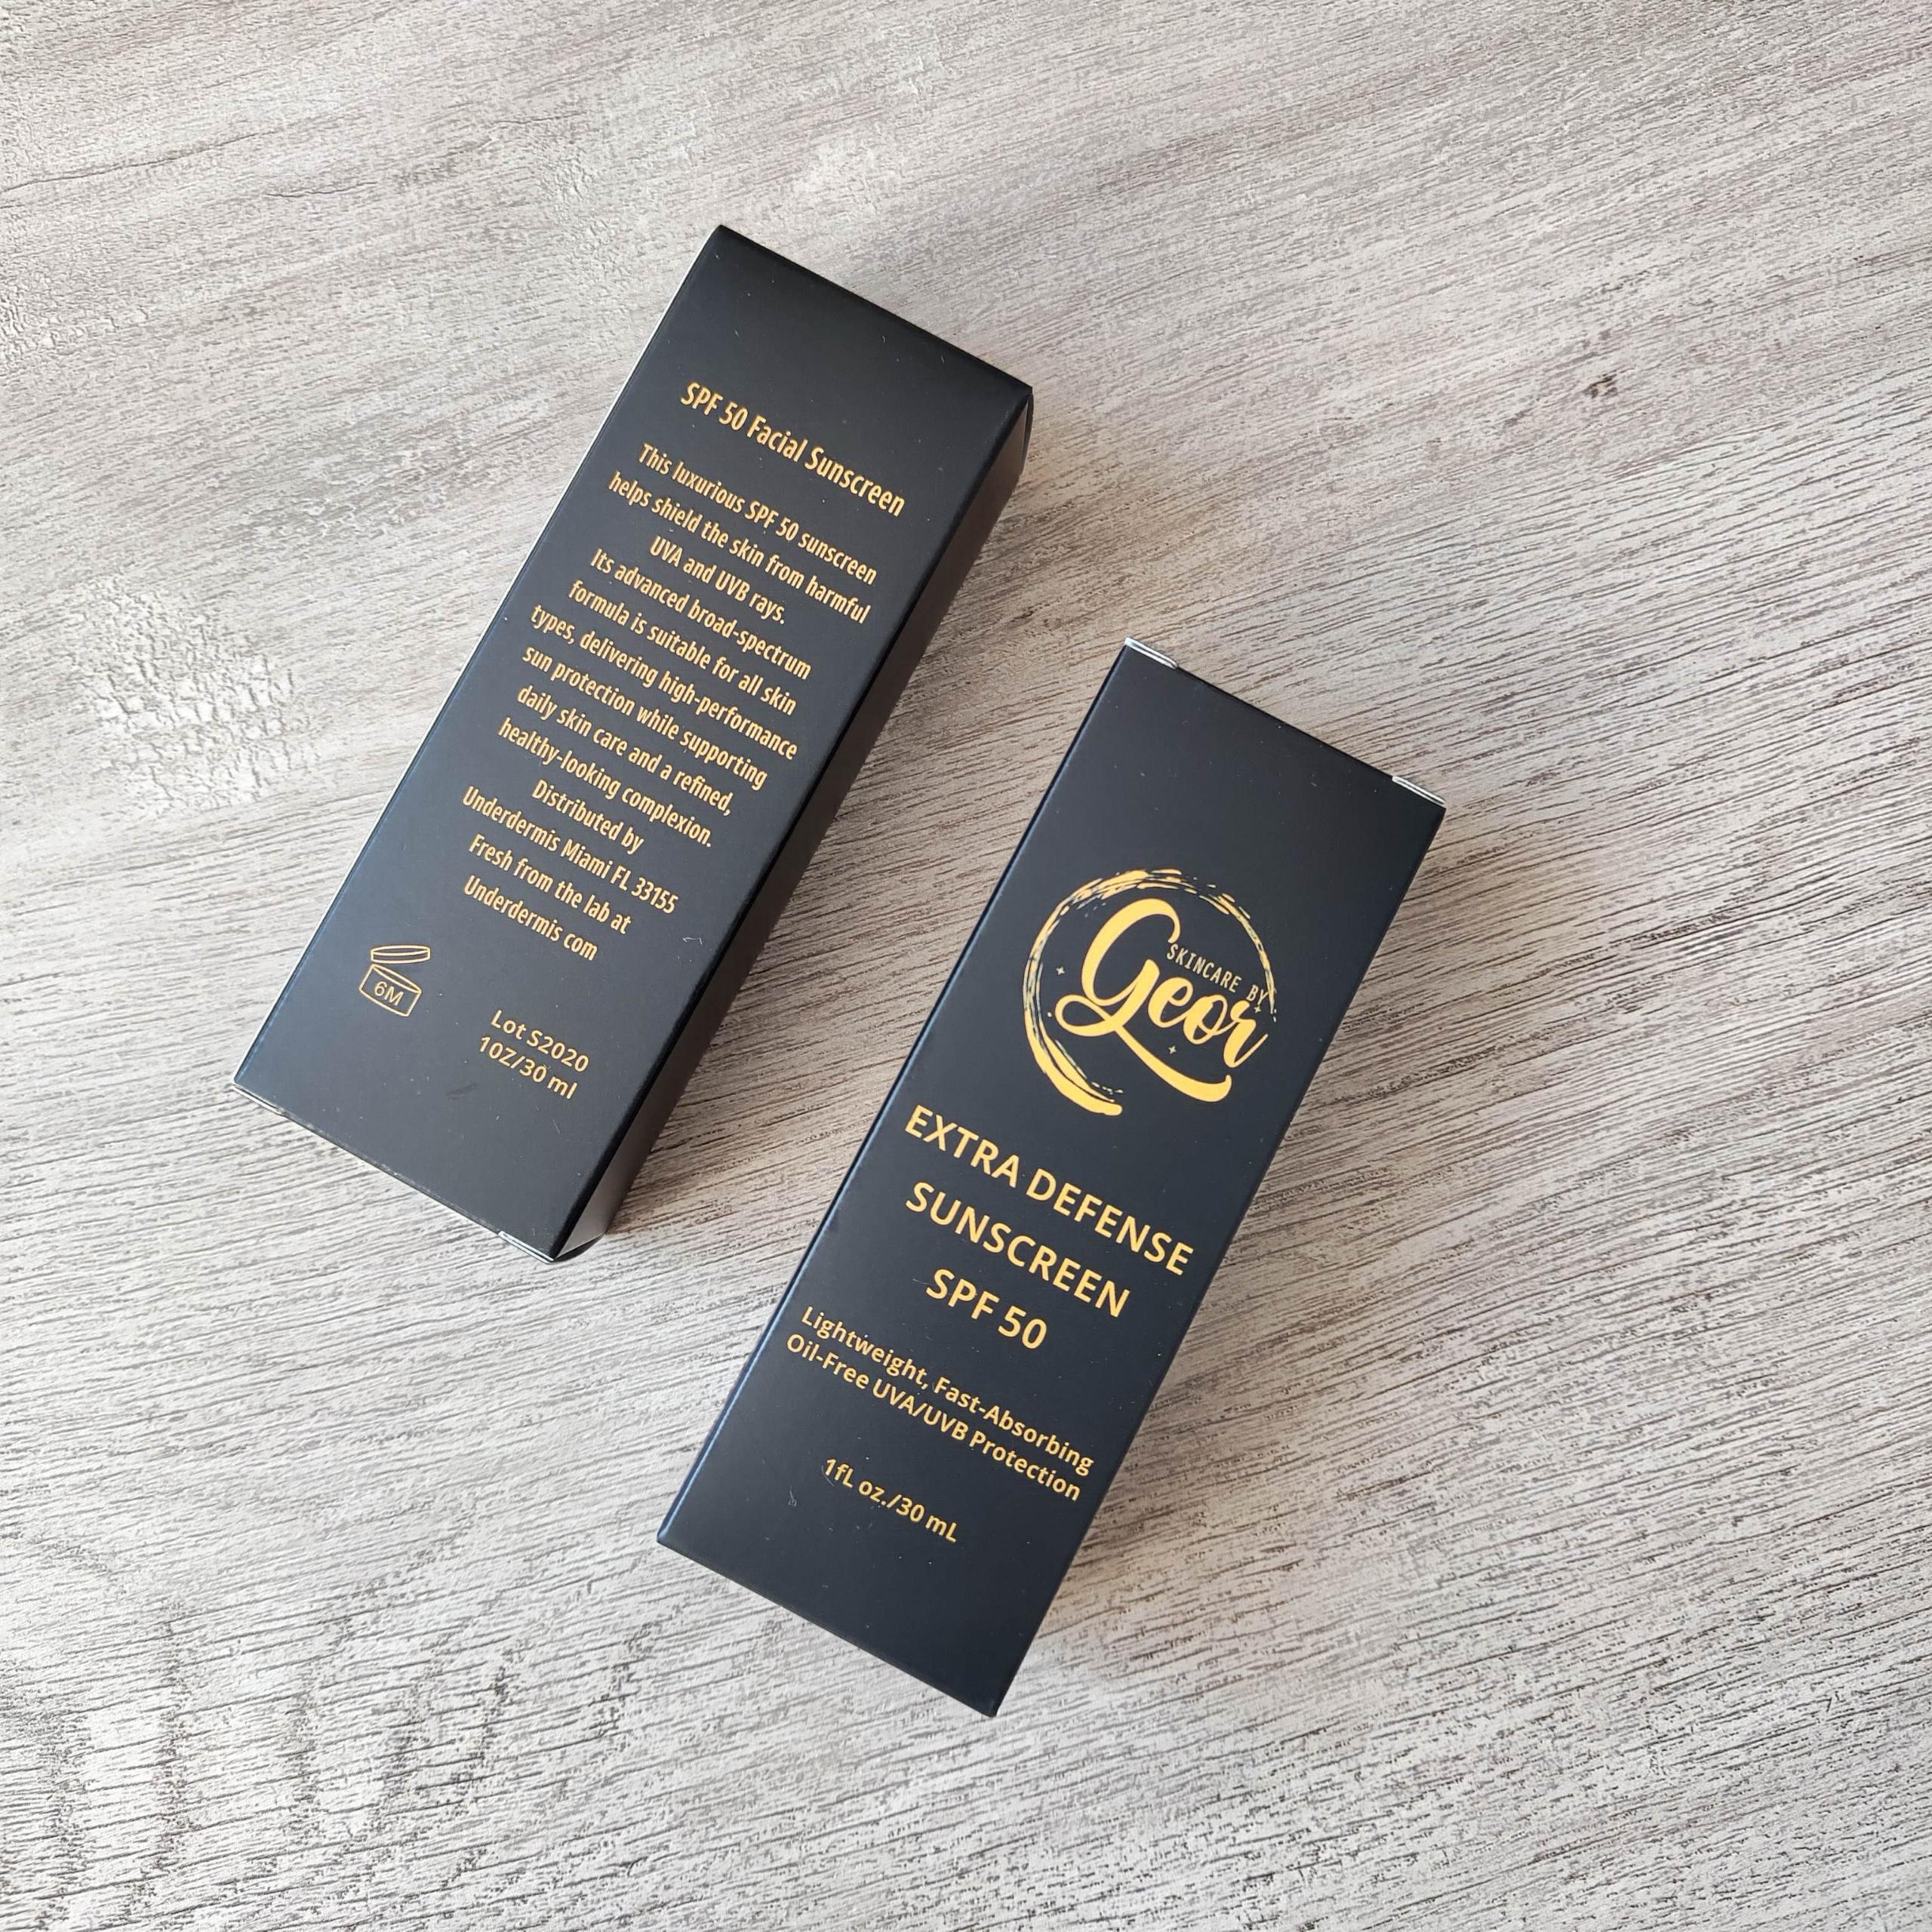 SPF 50 Facial Sunscreen
This luxurious SPF 50 sunscreen
helps shield the skin from harmful
UVA and UVB rays.
Its advanced broad-spectrum
formula is suitable for all skin
types, delivering high-performance
sun protection while supporting
daily skin care and a refined,
healthy-looking complexion.
Distributed by
Underdermis Miami FL 33155
Fresh from the lab at
Underdermis com
6M
Lot S2020
1OZ/30 ml
SKINCARE BY
Geor
EXTRA DEFENSE
SUNSCREEN
SPF 50
Lightweight, Fast-Absorbing
Oil-Free UVA/UVB Protection
1fL oz./30 mL